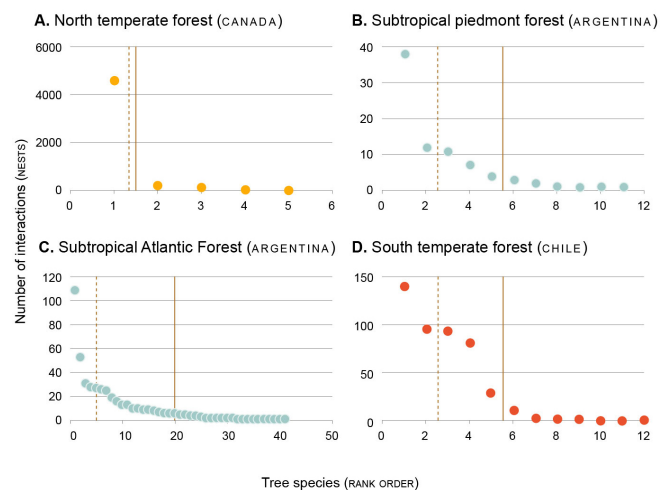 A. North temperate forest (CANADA)
B. Subtropical piedmont forest (ARGENTINA)
6000
4000
2000
0
0 1 2 3 4 5 6
40
30
20
10
0
0 2 4 6 8 10 12
C. Subtropical Atlantic Forest (ARGENTINA)
D. South temperate forest (CHILE)
120
100
80
60
40
20
0
0 10 20 30 40 50
150
100
50
0
0 2 4 6 8 10 12
Number of interactions (NESTS)
Tree species (RANK ORDER)